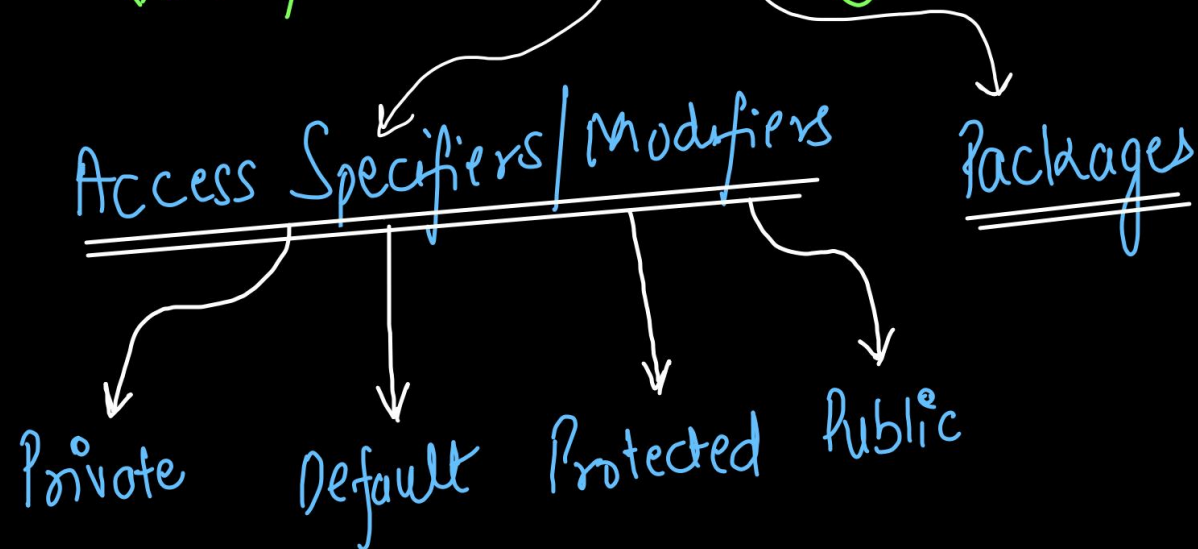 Access Specifiers/Modifiers
Packages
Private
Default
Protected
Public